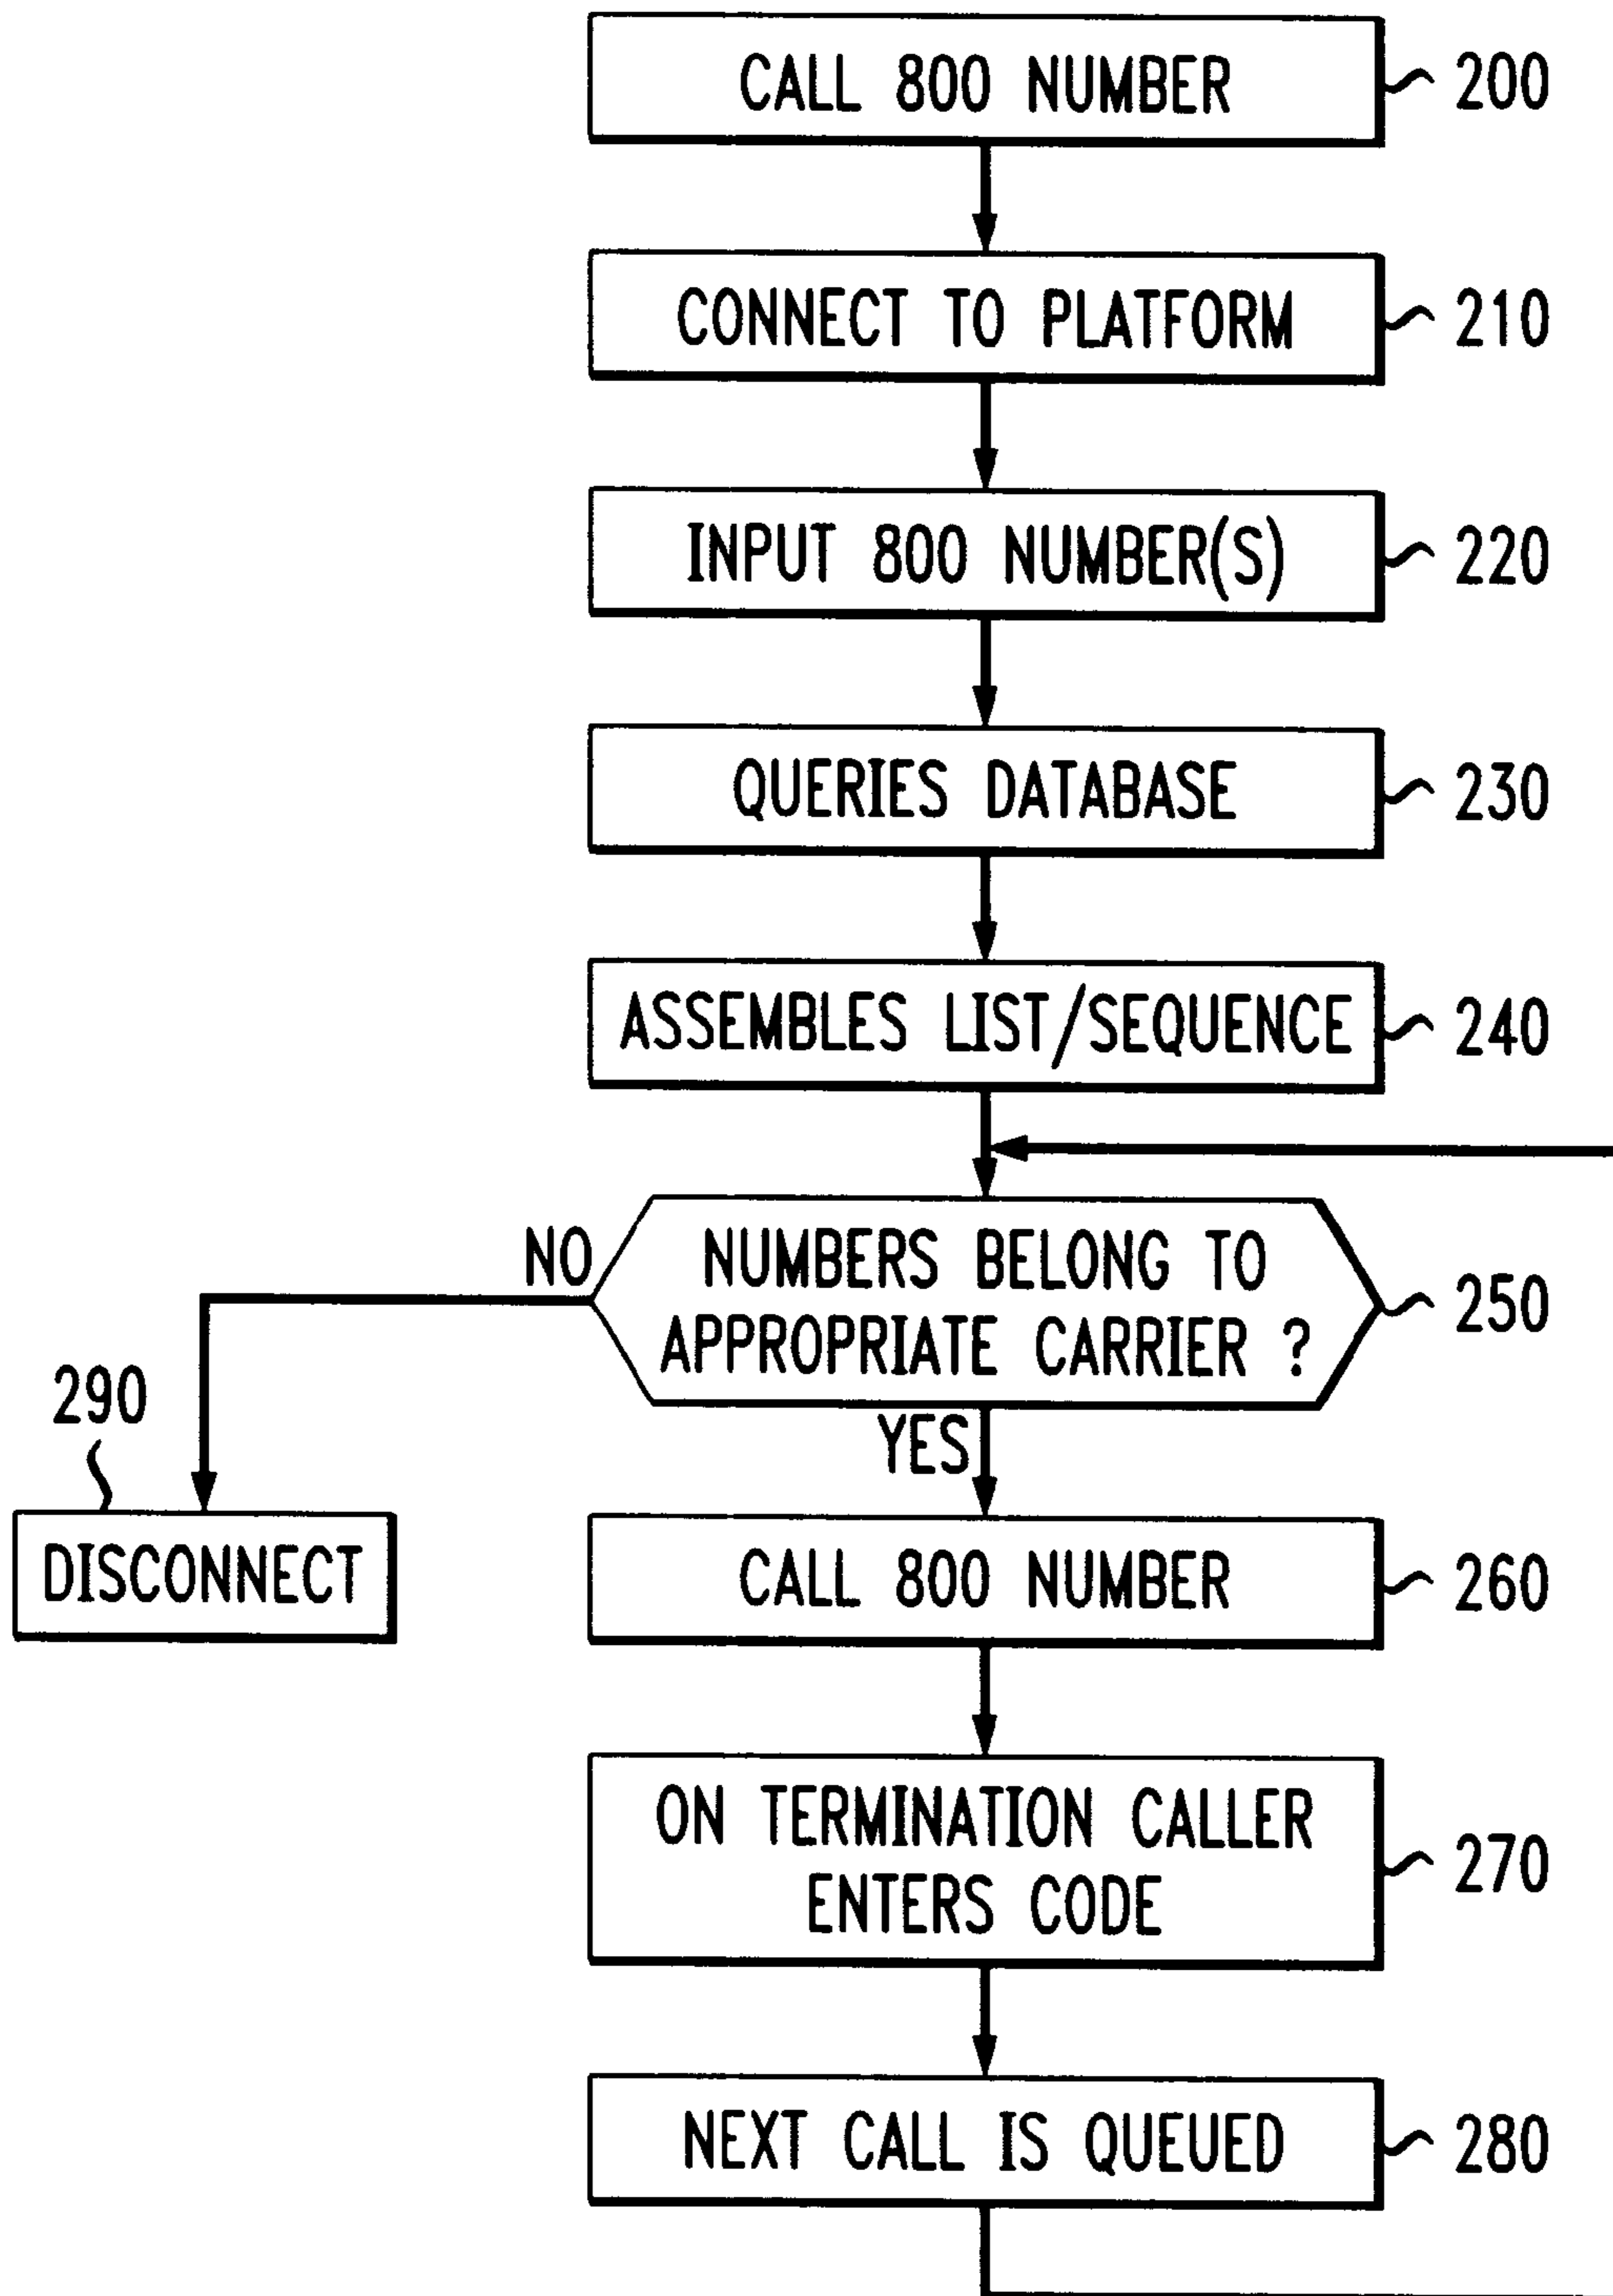 CALL 800 NUMBER
200
CONNECT TO PLATFORM
210
INPUT 800 NUMBER(S)
220
QUERIES DATABASE
230
ASSEMBLES LIST/SEQUENCE
240
NO
NUMBERS BELONG TO
APPROPRIATE CARRIER ?
250
290
YES
DISCONNECT
CALL 800 NUMBER
260
ON TERMINATION CALLER
ENTERS CODE
270
NEXT CALL IS QUEUED
280